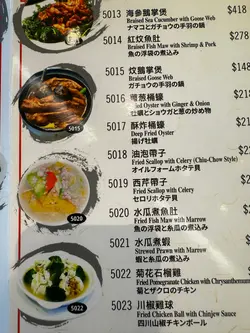 5013 海參鵝掌煲 $418
Braised Sea Cucumber with Goose Web
ナマコとガチョウの手羽の鍋
5014 紅炆魚肚 $278
Braised Fish Maw with Shrimp & Pork
魚の浮袋の煮込み
5015 炆鵝掌煲
Braised Goose Web
ガチョウの手羽の鍋
5016 薑葱桶蠔
Fried Oyster with Ginger & Onion
牡蠣とショウガと葱の炒め物
5017 酥炸桶蠔
Deep Fried Oyster
揚げ牡蠣
5018 油泡帶子
Fried Scallop with Celery (Chiu-Chow Style)
オイルフォームホタテ貝
5019 西芹帶子
Fried Scallop with Celery
セロリホタテ貝
5020 水瓜煮魚肚
Fried Fish Maw with Marrow
魚の浮袋と糸瓜の煮込み
5021 水瓜煮蝦
Fried Prawn with Marrow
蝦と糸瓜の煮込み
5022 菊花石榴雞
Fried Pomegranate Chicken with Chrysanthemum
菊とザクロのチキン
5023 川椒雞球
Fried Chicken Ball with Chinjew Sauce
四川山椒チキンボール
5015
5020
5022